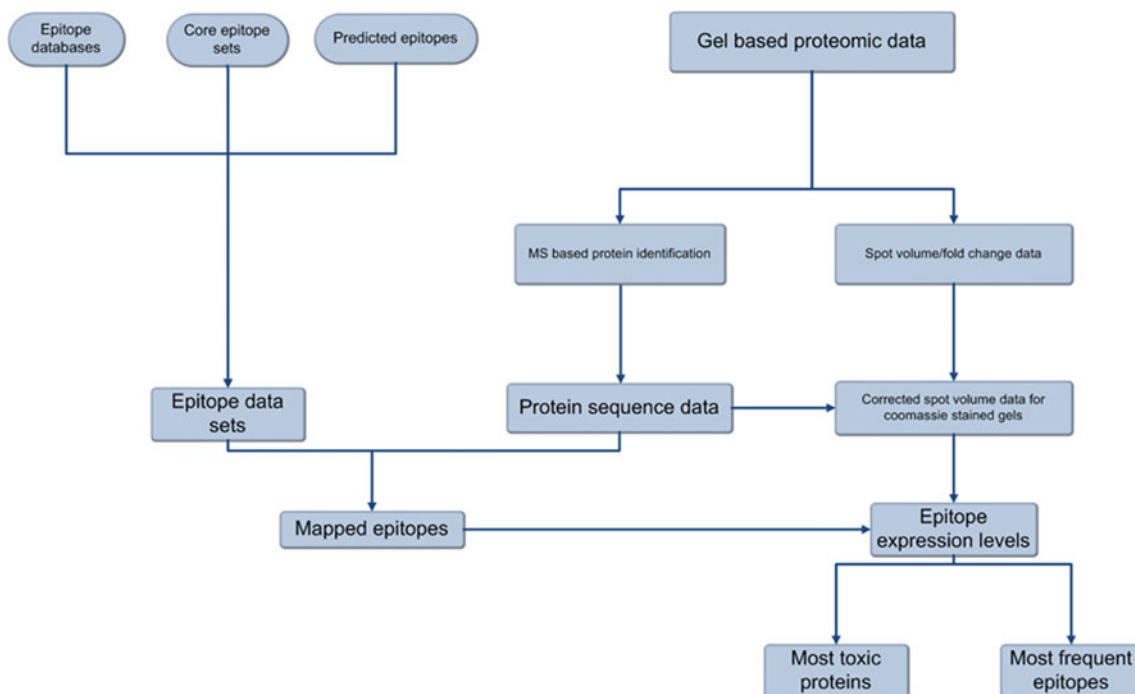 Epitope
databases
Core epitope
sets
Predicted epitopes
Gel based proteomic data
MS based protein identification
Spot volume/fold change data
Epitope data
sets
Protein sequence data
Corrected spot volume data for
coomassie stained gels
Mapped epitopes
Epitope
expression levels
Most toxic
proteins
Most frequent
epitopes